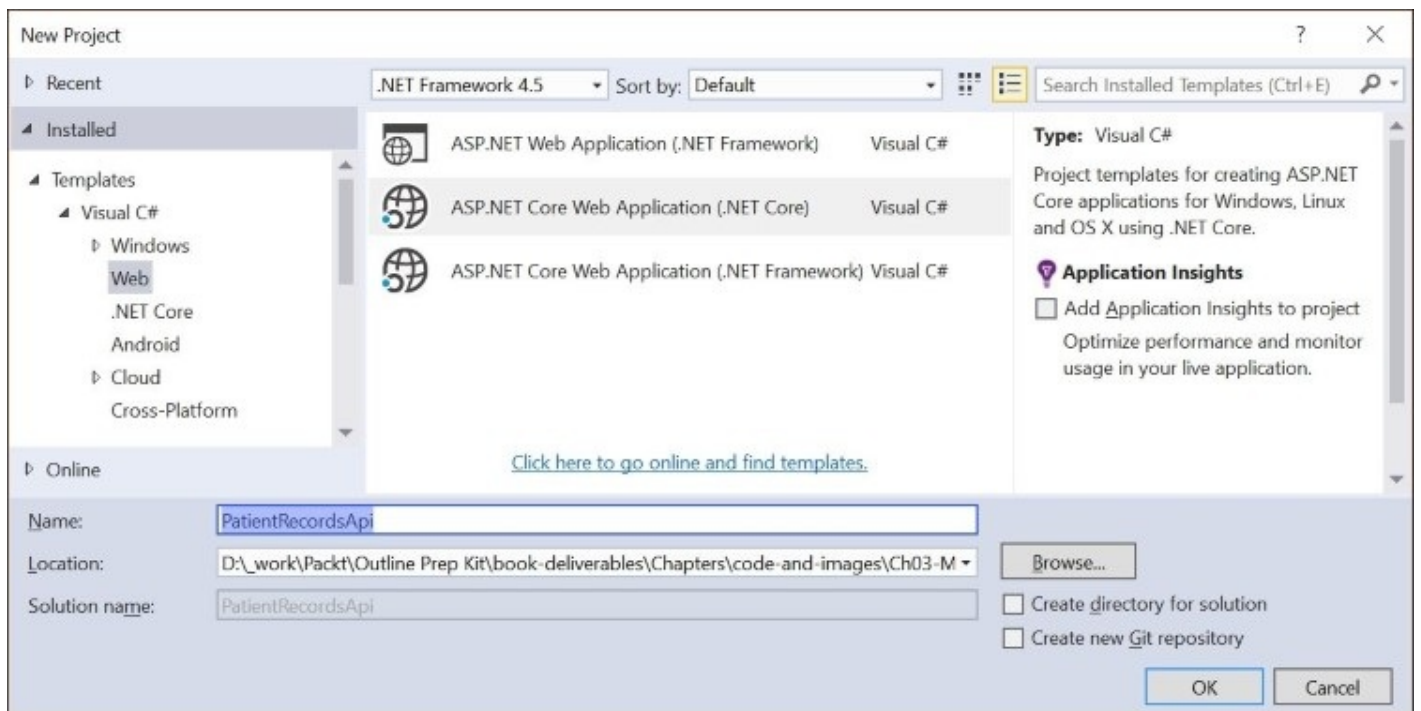 New Project
?
Recent
.NET Framework 4.5
Sort by:
Default
Search Installed Templates (Ctrl+E)
Installed
Templates
Visual C#
Windows
Web
.NET Core
Android
Cloud
Cross-Platform
Online
ASP.NET Web Application (.NET Framework) Visual C#
ASP.NET Core Web Application (.NET Core) Visual C#
ASP.NET Core Web Application (.NET Framework) Visual C#
Click here to go online and find templates.
Type: Visual C#
Project templates for creating ASP.NET
Core applications for Windows, Linux
and OS X using .NET Core.
Application Insights
Add Application Insights to project
Optimize performance and monitor
usage in your live application.
Name: PatientRecordsApi
Location: D:\_work\Packt\Outline Prep Kit\book-deliverables\Chapters\code-and-images\Ch03-M
Browse...
Solution name: PatientRecordsApi
Create directory for solution
Create new Git repository
OK
Cancel